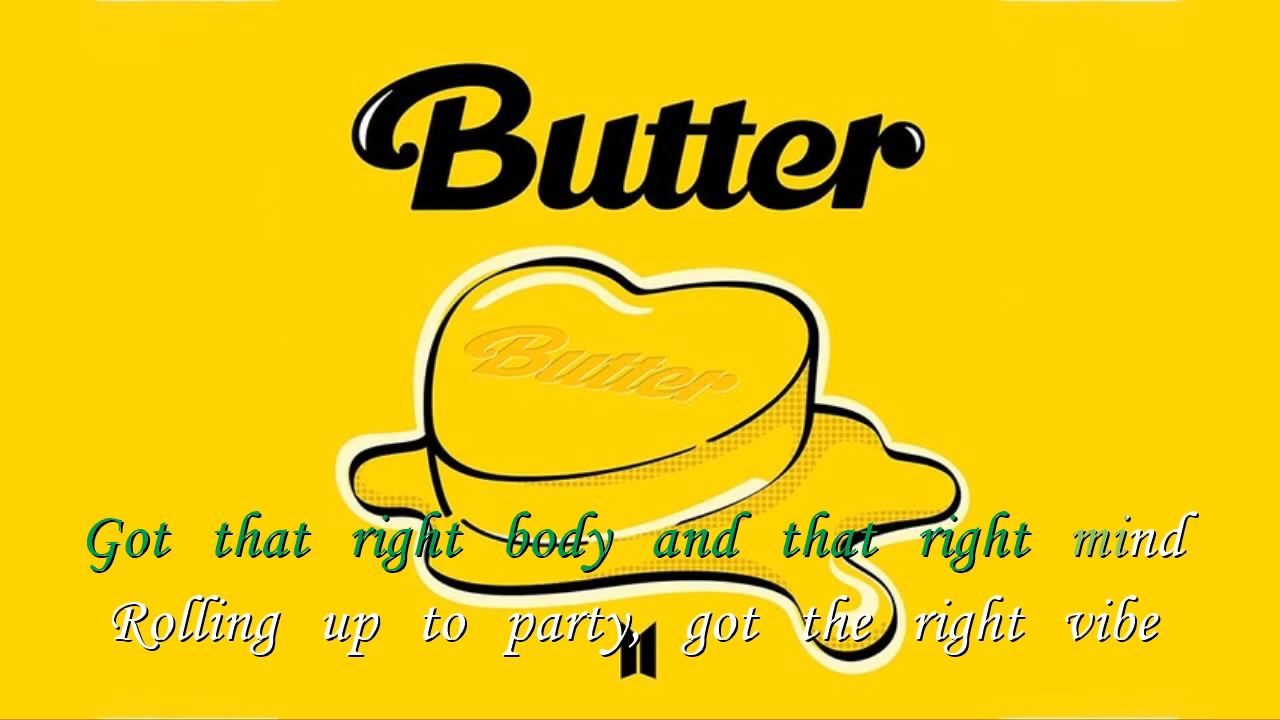 Butter
Butter
Got that right body and that right mind
Rolling up to party, got the right vibe